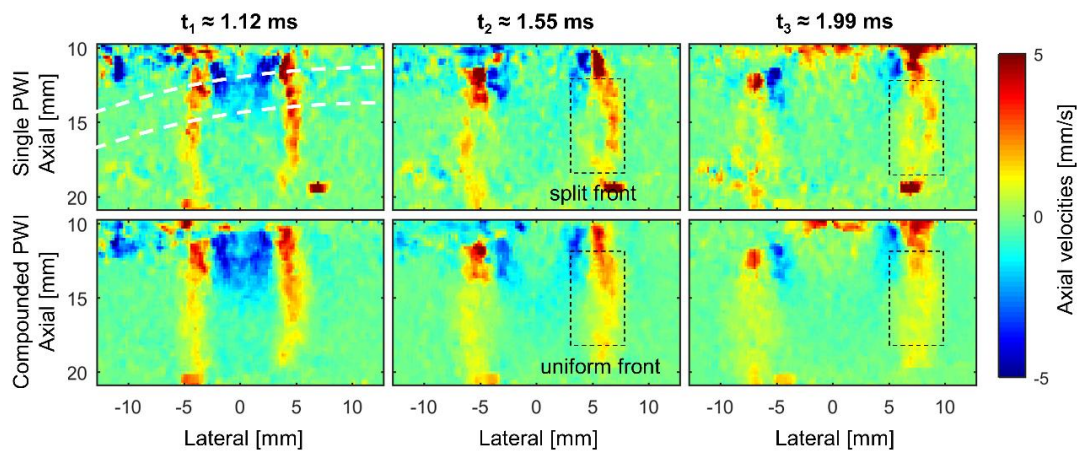 t₁ ≈ 1.12 ms
t₂ ≈ 1.55 ms
t₃ ≈ 1.99 ms
Single PWI
Axial [mm]
10
15
20
split front
Compounded PWI
Axial [mm]
10
15
20
uniform front
-10 -5 0 5 10
-10 -5 0 5 10
-10 -5 0 5 10
Lateral [mm]
Lateral [mm]
Lateral [mm]
5
0
-5
Axial velocities [mm/s]